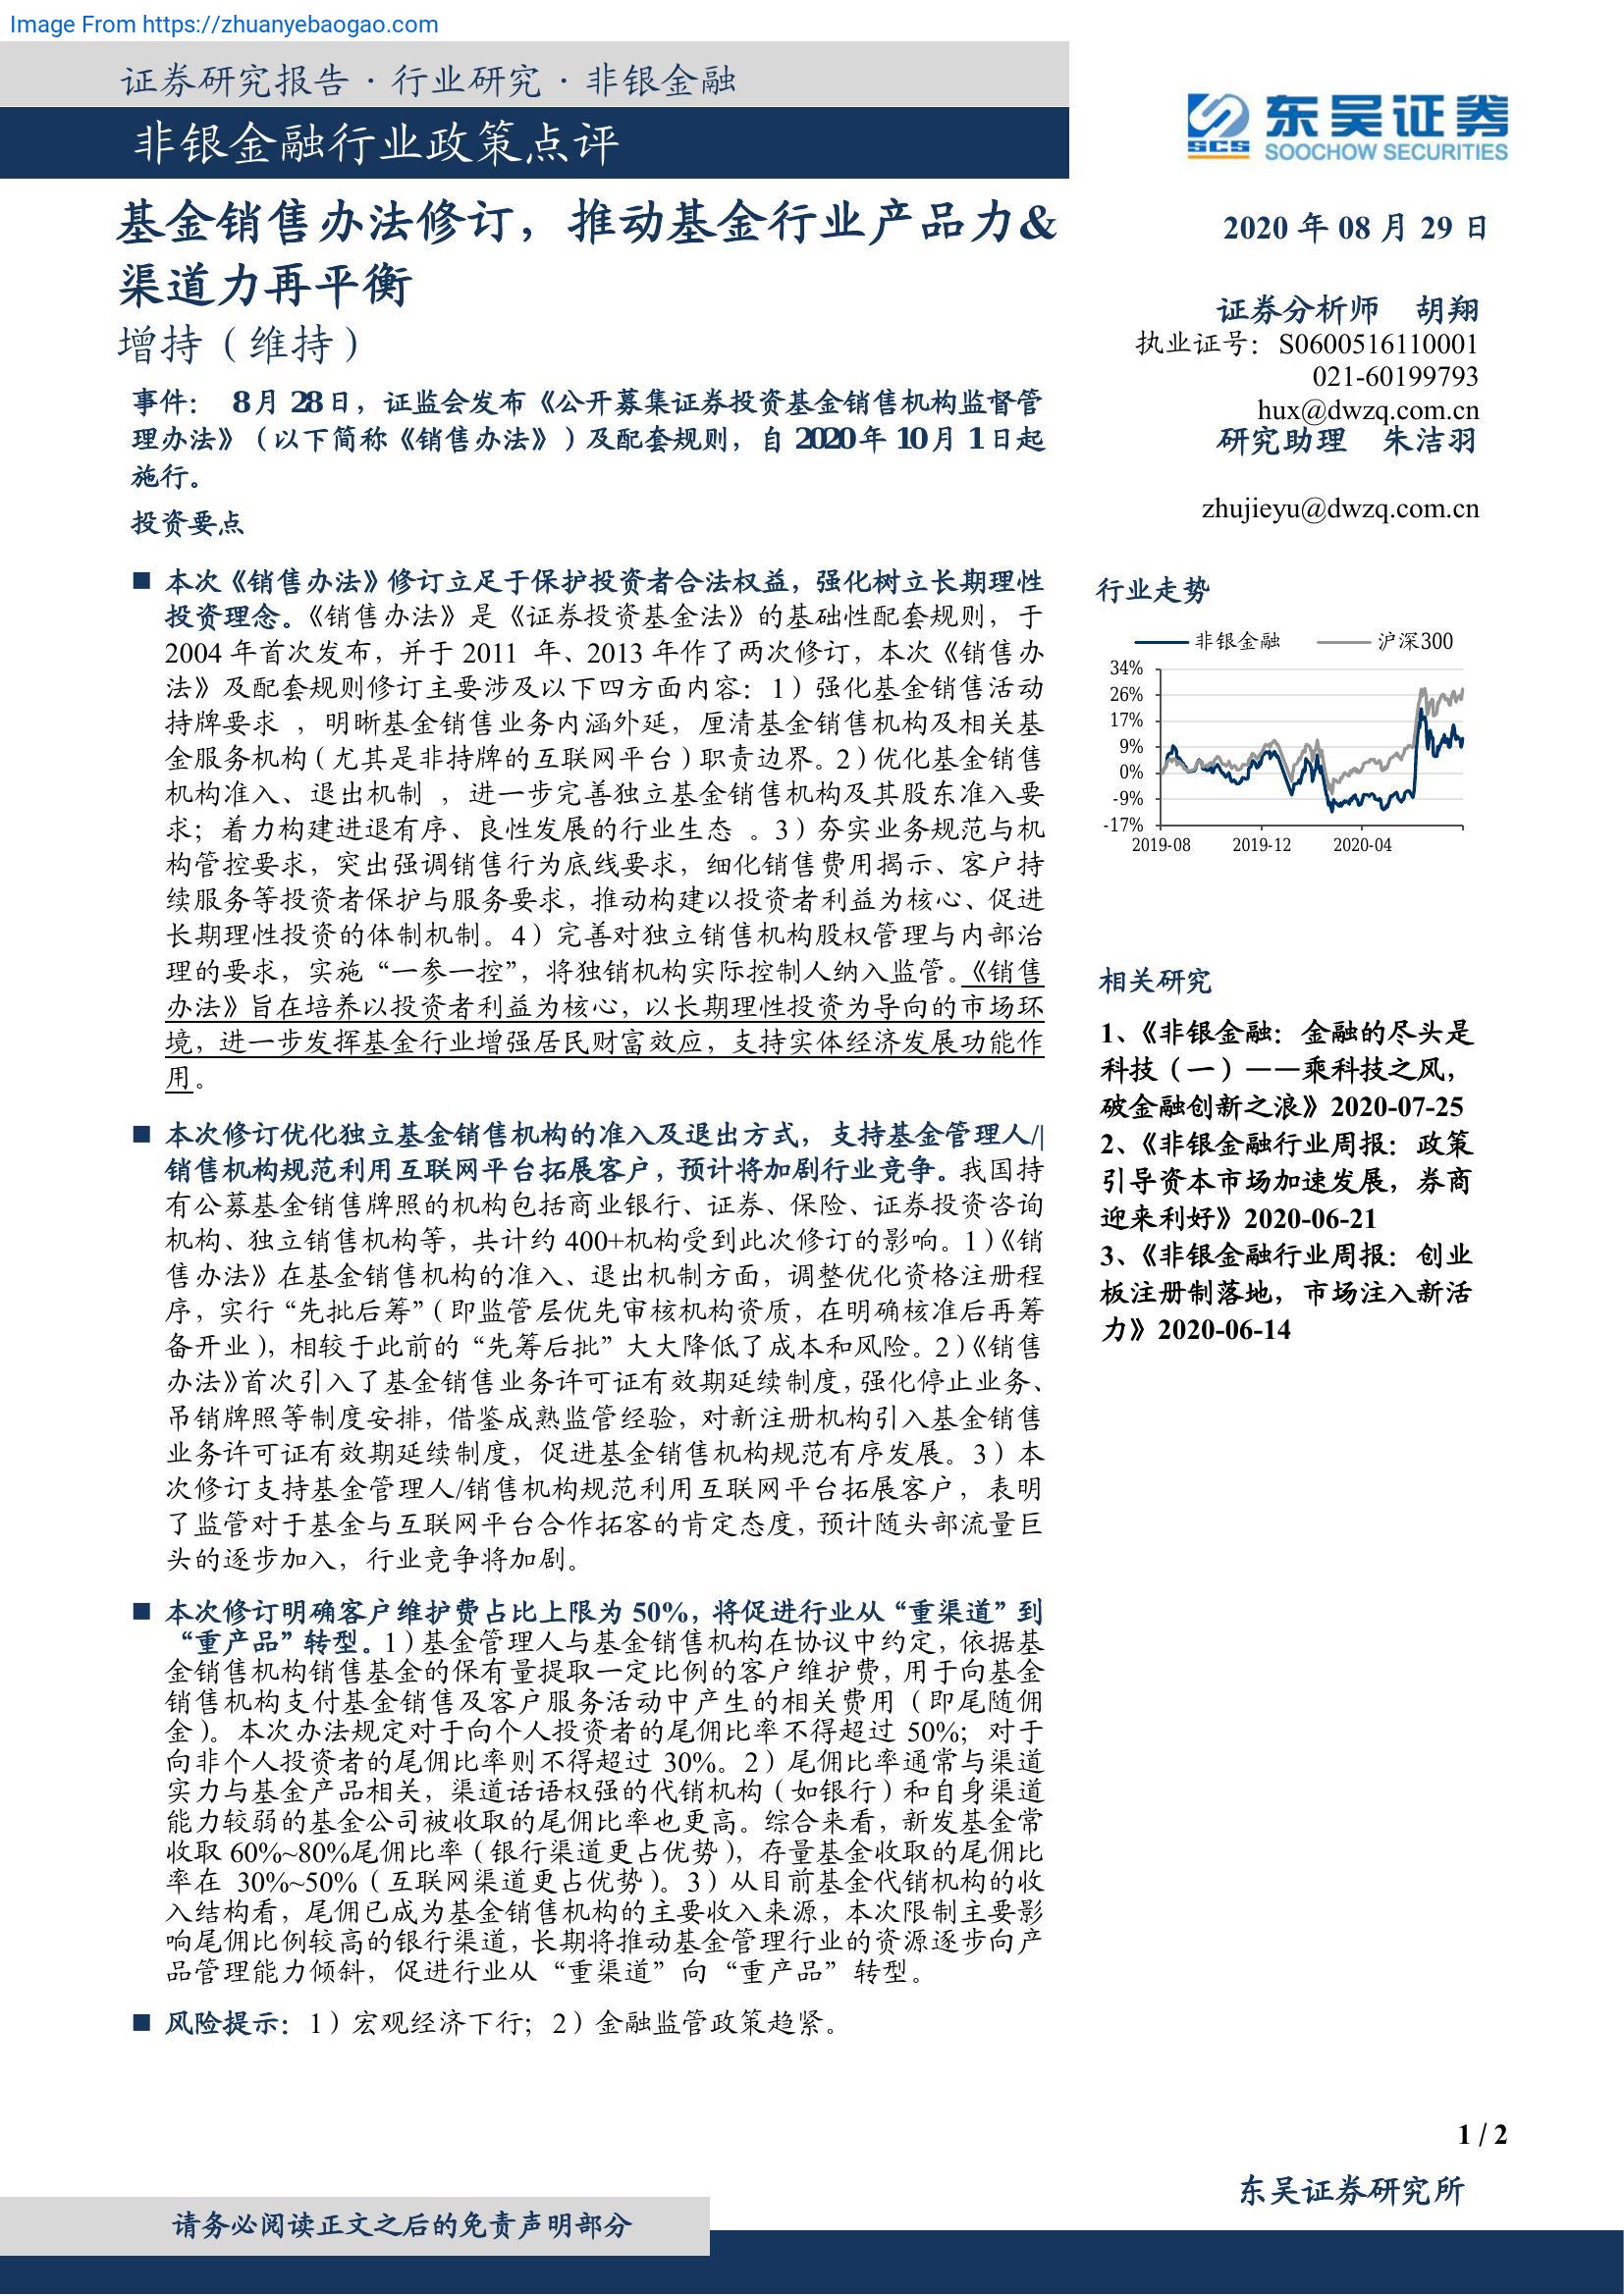 Image From https://zhuanyebaogao.com
证券研究报告·行业研究·非银金融
非银金融行业政策点评
东吴证券
SCS
SOOCHOW SECURITIES
基金销售办法修订，推动基金行业产品力&
渠道力再平衡
增持（维持）
事件： 8月28日，证监会发布《公开募集证券投资基金销售机构监督管
理办法》（以下简称《销售办法》）及配套规则，自2020年10月1日起
施行。
投资要点
■ 本次《销售办法》修订立足于保护投资者合法权益，强化树立长期理性
投资理念。《销售办法》是《证券投资基金法》的基础性配套规则，于
2004 年首次发布，并于 2011 年、2013 年作了两次修订，本次《销售办
法》及配套规则修订主要涉及以下四方面内容：1）强化基金销售活动
持牌要求 ，明晰基金销售业务内涵外延，厘清基金销售机构及相关基
金服务机构（尤其是非持牌的互联网平台）职责边界。2）优化基金销售
机构准入、退出机制 ，进一步完善独立基金销售机构及其股东准入要
求；着力构建进退有序、良性发展的行业生态 。3）夯实业务规范与机
构管控要求，突出强调销售行为底线要求，细化销售费用揭示、客户持
续服务等投资者保护与服务要求，推动构建以投资者利益为核心、促进
长期理性投资的体制机制。4）完善对独立销售机构股权管理与内部治
理的要求，实施“一参一控”，将独销机构实际控制人纳入监管。《销售
办法》旨在培养以投资者利益为核心，以长期理性投资为导向的市场环
境，进一步发挥基金行业增强居民财富效应，支持实体经济发展功能作
用。
■ 本次修订优化独立基金销售机构的准入及退出方式，支持基金管理人/|
销售机构规范利用互联网平台拓展客户，预计将加剧行业竞争。我国持
有公募基金销售牌照的机构包括商业银行、证券、保险、证券投资咨询
机构、独立销售机构等，共计约 400+机构受到此次修订的影响。1）《销
售办法》在基金销售机构的准入、退出机制方面，调整优化资格注册程
序，实行“先批后筹”（即监管层优先审核机构资质，在明确核准后再筹
备开业），相较于此前的“先筹后批”大大降低了成本和风险。2）《销售
办法》首次引入了基金销售业务许可证有效期延续制度，强化停止业务、
吊销牌照等制度安排，借鉴成熟监管经验，对新注册机构引入基金销售
业务许可证有效期延续制度，促进基金销售机构规范有序发展。3）本
次修订支持基金管理人/销售机构规范利用互联网平台拓展客户，表明
了监管对于基金与互联网平台合作拓客的肯定态度，预计随头部流量巨
头的逐步加入，行业竞争将加剧。
■ 本次修订明确客户维护费占比上限为 50%，将促进行业从“重渠道”到
“重产品”转型。1）基金管理人与基金销售机构在协议中约定，依据基
金销售机构销售基金的保有量提取一定比例的客户维护费，用于向基金
销售机构支付基金销售及客户服务活动中产生的相关费用（即尾随佣
金）。本次办法规定对于向个人投资者的尾佣比率不得超过 50%；对于
向非个人投资者的尾佣比率则不得超过 30%。2）尾佣比率通常与渠道
实力与基金产品相关，渠道话语权强的代销机构（如银行）和自身渠道
能力较弱的基金公司被收取的尾佣比率也更高。综合来看，新发基金常
收取 60%~80%尾佣比率（银行渠道更占优势），存量基金收取的尾佣比
率在 30%~50%（互联网渠道更占优势）。3）从目前基金代销机构的收
入结构看，尾佣已成为基金销售机构的主要收入来源，本次限制主要影
响尾佣比例较高的银行渠道，长期将推动基金管理行业的资源逐步向产
品管理能力倾斜，促进行业从“重渠道”向“重产品”转型。
■ 风险提示：1）宏观经济下行；2）金融监管政策趋紧。
2020 年 08 月 29 日
证券分析师 胡翔
执业证号：S0600516110001
021-60199793
hux@dwzq.com.cn
研究助理 朱洁羽
zhujieyu@dwzq.com.cn
行业走势
非银金融 沪深300
34%
26%
17%
9%
0%
-9%
-17%
2019-08 2019-12 2020-04
相关研究
1、《非银金融：金融的尽头是
科技（一）——乘科技之风，
破金融创新之浪》2020-07-25
2、《非银金融行业周报：政策
引导资本市场加速发展，券商
迎来利好》2020-06-21
3、《非银金融行业周报：创业
板注册制落地，市场注入新活
力》2020-06-14
1 / 2
东吴证券研究所
请务必阅读正文之后的免责声明部分